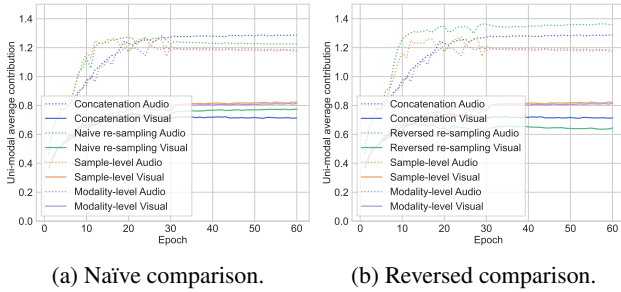 Uni-modal average contribution
1.4
1.2
1.0
0.8
0.6
0.4
0.2
0.0
Concatenation Audio
Concatenation Visual
Naive re-sampling Audio
Naive re-sampling Visual
Sample-level Audio
Sample-level Visual
Modality-level Audio
Modality-level Visual
0 10 20 30 40 50 60
Epoch
(a) Naïve comparison.
Uni-modal average contribution
1.4
1.2
1.0
0.8
0.6
0.4
0.2
0.0
Concatenation Audio
Concatenation Visual
Reversed re-sampling Audio
Reversed re-sampling Visual
Sample-level Audio
Sample-level Visual
Modality-level Audio
Modality-level Visual
0 10 20 30 40 50 60
Epoch
(b) Reversed comparison.